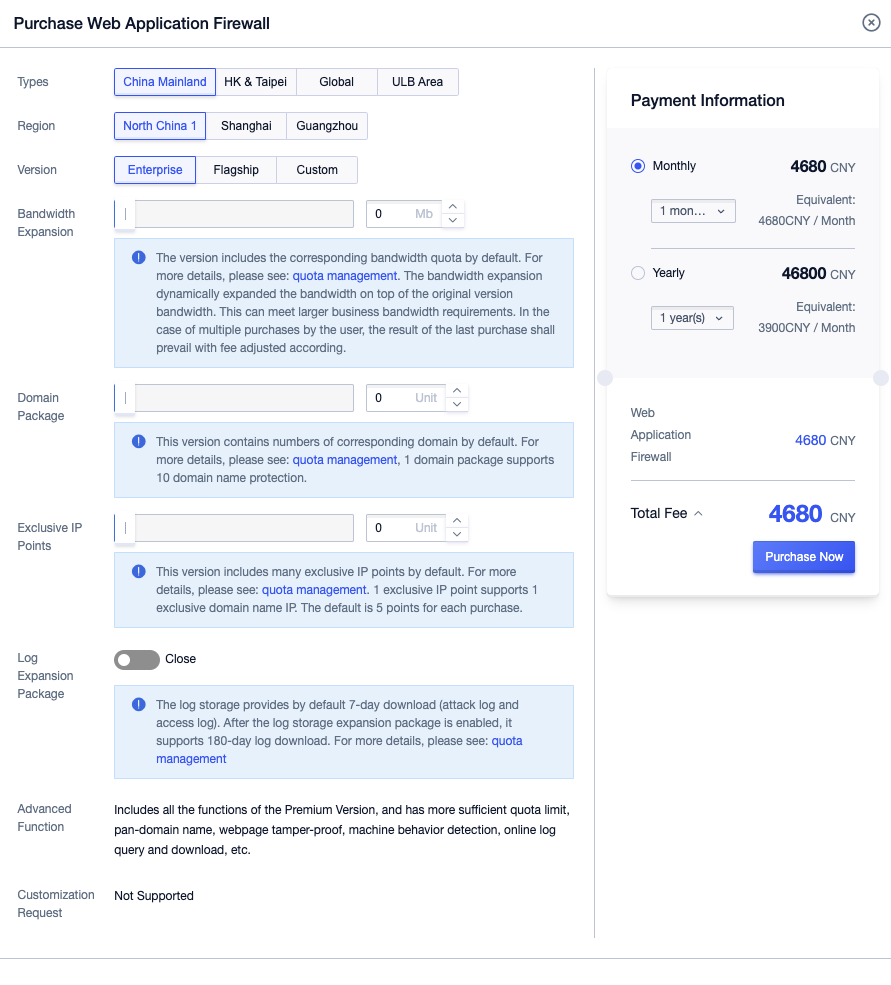 Purchase Web Application Firewall
Types
China Mainland
HK & Taipei
Global
ULB Area
Region
North China 1
Shanghai
Guangzhou
Version
Enterprise
Flagship
Custom
Bandwidth
Expansion
0 Mb
The version includes the corresponding bandwidth quota by default. For
more details, please see: quota management. The bandwidth expansion
dynamically expanded the bandwidth on top of the original version
bandwidth. This can meet larger business bandwidth requirements. In the
case of multiple purchases by the user, the result of the last purchase shall
prevail with fee adjusted according.
Domain
Package
0 Unit
This version contains numbers of corresponding domain by default. For
more details, please see: quota management, 1 domain package supports
10 domain name protection.
Exclusive IP
Points
0 Unit
This version includes many exclusive IP points by default. For more
details, please see: quota management. 1 exclusive IP point supports 1
exclusive domain name IP. The default is 5 points for each purchase.
Log
Expansion
Package
Close
The log storage provides by default 7-day download (attack log and
access log). After the log storage expansion package is enabled, it
supports 180-day log download. For more details, please see: quota
management
Advanced
Function
Includes all the functions of the Premium Version, and has more sufficient quota limit,
pan-domain name, webpage tamper-proof, machine behavior detection, online log
query and download, etc.
Customization
Request
Not Supported
Payment Information
Monthly
4680 CNY
1 mon...
Equivalent:
4680CNY / Month
Yearly
46800 CNY
1 year(s)
Equivalent:
3900CNY / Month
Web
Application
Firewall
4680 CNY
Total Fee
4680 CNY
Purchase Now